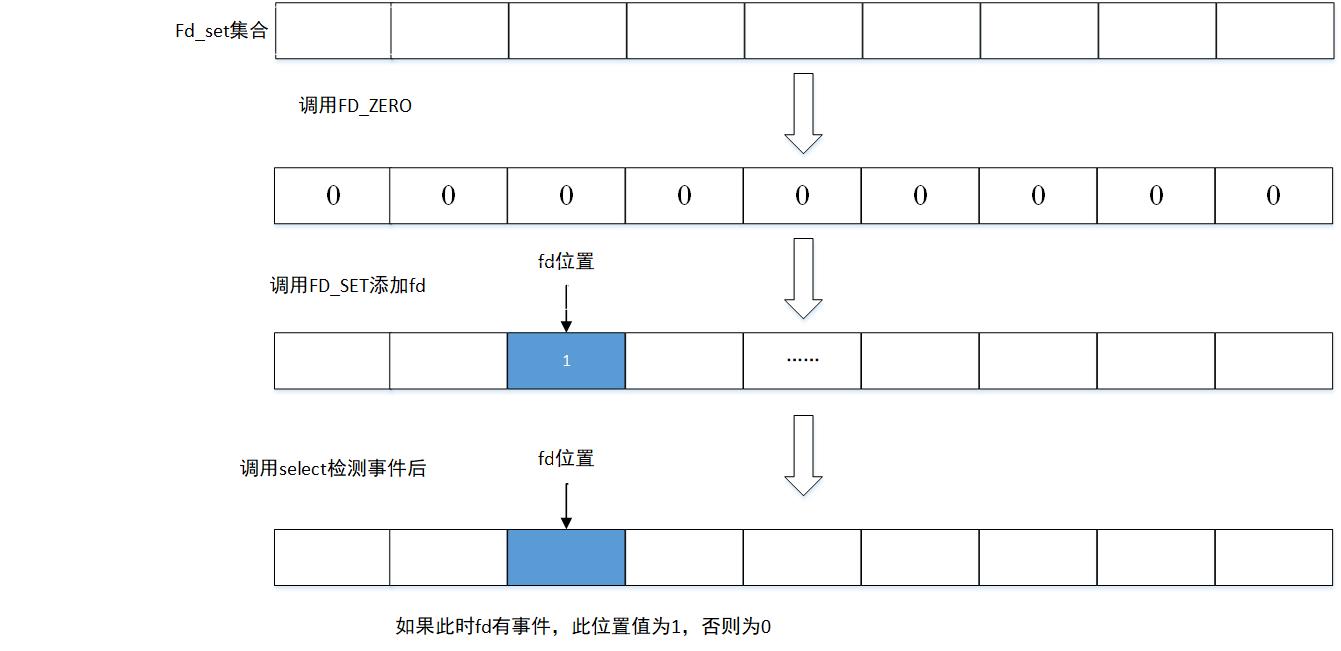 Fd_set集合
调用FD_ZERO
0 0 0 0 0 0 0 0 0
fd位置
调用FD_SET添加fd
1 ······
fd位置
调用select检测事件后
如果此时fd有事件，此位置值为1，否则为0